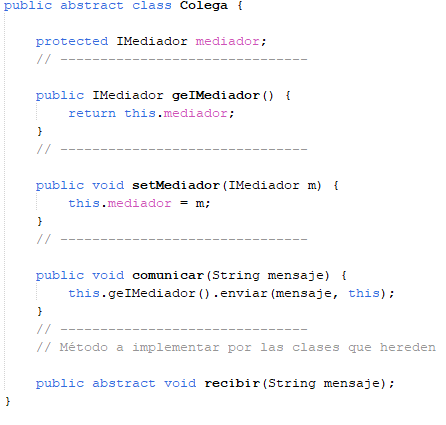 public abstract class Colega {
protected IMediador mediador;
// -------------------------------
public IMediador geIMediador() {
return this.mediador;
}
// -------------------------------
public void setMediador(IMediador m) {
this.mediador = m;
}
// -------------------------------
public void comunicar(String mensaje) {
this.geIMediador().enviar(mensaje, this);
}
// -------------------------------
// Método a implementar por las clases que hereden
public abstract void recibir(String mensaje);
}